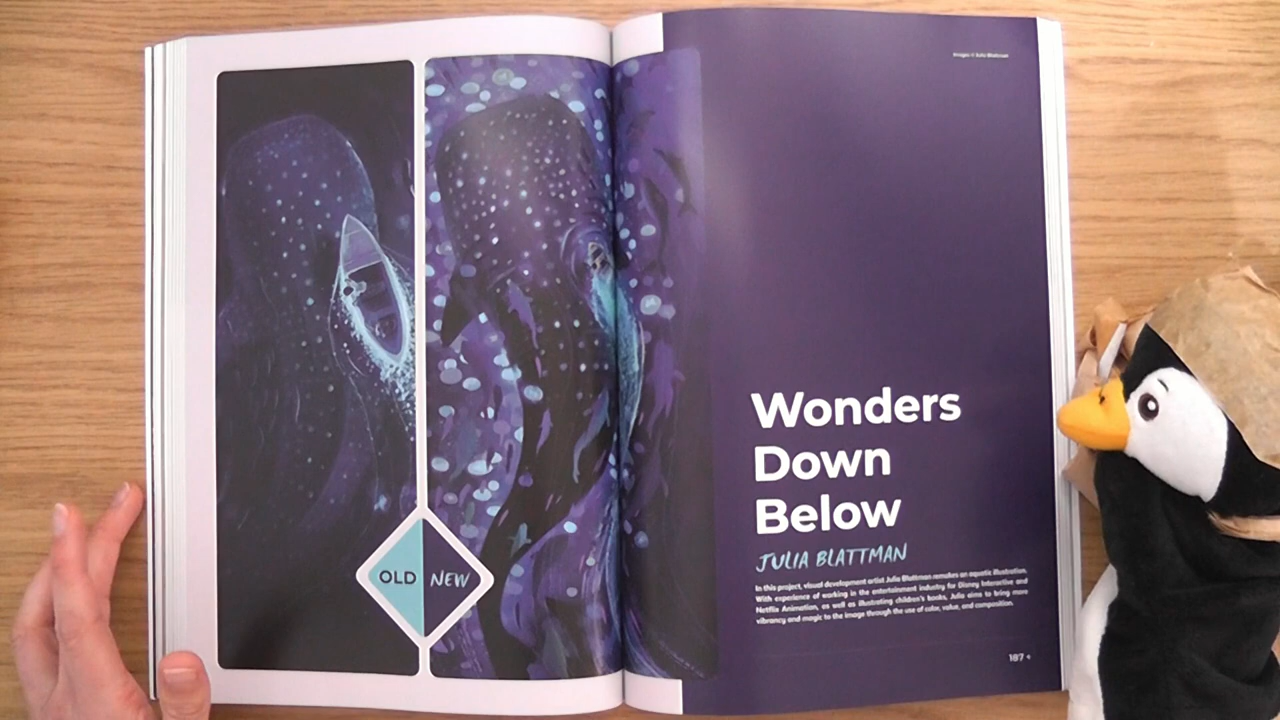 Images © Julia Blattman
OLD NEW
Wonders
Down
Below
JULIA BLATTMAN
In this project, visual development artist Julia Blattman remakes an aquatic illustration.
With experience of working in the entertainment industry for Disney Interactive and
Netflix Animation, as well as illustrating children's books, Julia aims to bring more
vibrancy and magic to the image through the use of color, value, and composition.
187